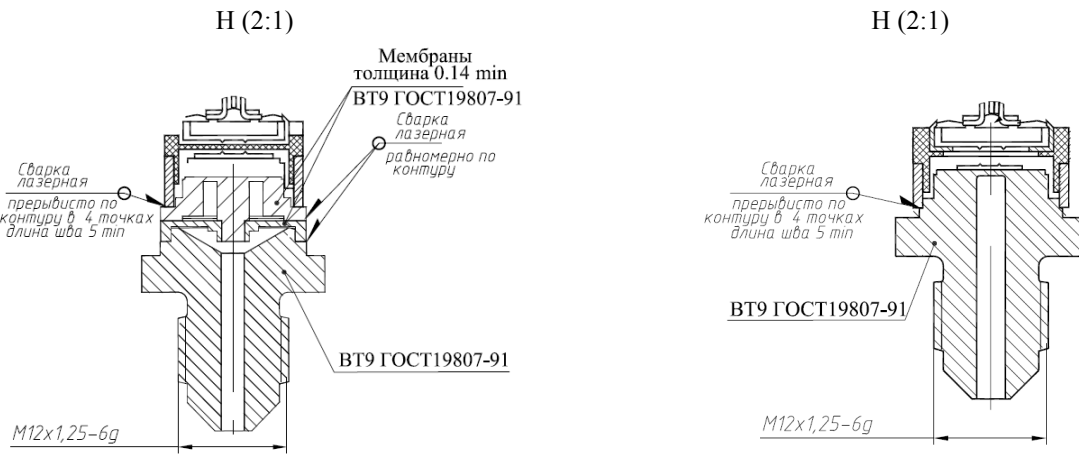 Н (2:1)
Мембраны
толщина 0.14 min
ВТ9 ГОСТ19807-91
Сварка
лазерная
равномерно по
контуру
Сварка
лазерная
прерывисто по
контуру в 4 точках
длина шва 5 min
ВТ9 ГОСТ19807-91
М12х1,25-6g
Н (2:1)
Сварка
лазерная
прерывисто по
контуру в 4 точках
длина шва 5 min
ВТ9 ГОСТ19807-91
М12х1,25-6g